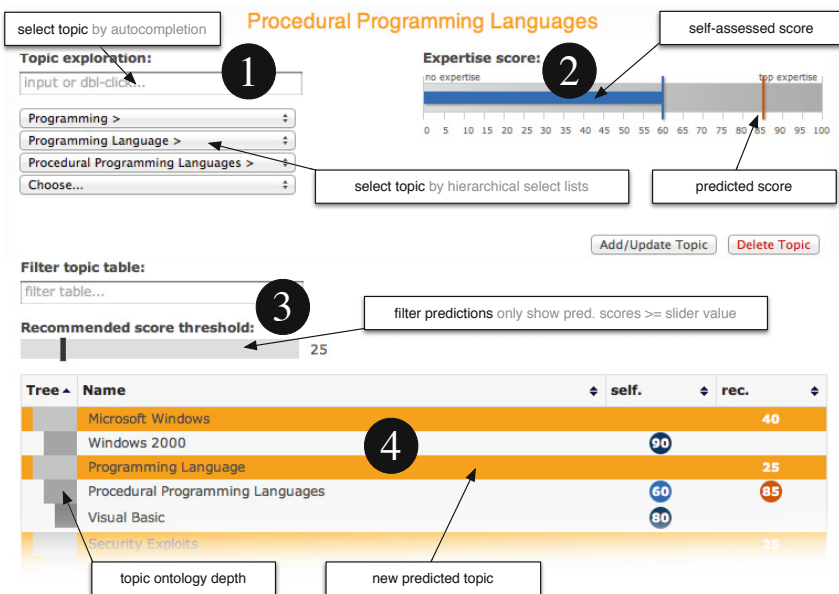 Procedural Programming Languages
select topic by autocompletion
self-assessed score
Topic exploration:
1
input or dbl-click...
Programming >
Programming Language >
Procedural Programming Languages >
Choose...
Expertise score:
2
no expertise
top expertise
0 5 10 15 20 25 30 35 40 45 50 55 60 65 70 75 80 85 90 95 100
select topic by hierarchical select lists
predicted score
Add/Update Topic Delete Topic
Filter topic table:
filter table...
3
filter predictions only show pred. scores >= slider value
Recommended score threshold:
25
Tree Name self. rec.
Microsoft Windows 40
4
Windows 2000 90
Programming Language 25
Procedural Programming Languages 60 85
Visual Basic 80
Security Exploits 25
topic ontology depth
new predicted topic